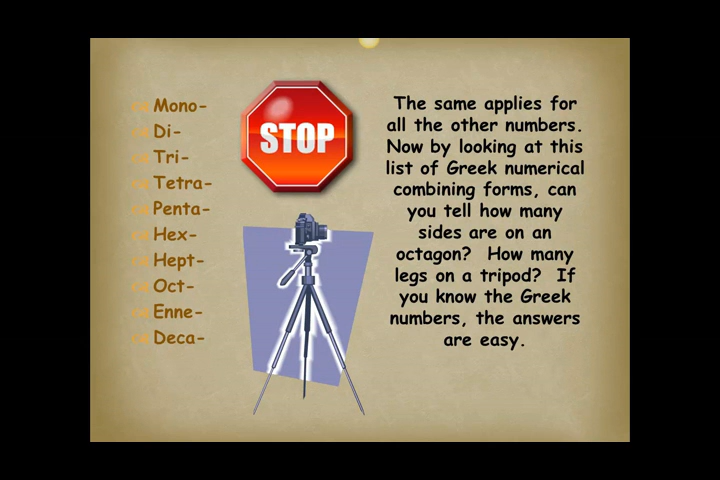 Mono-
Di-
Tri-
Tetra-
Penta-
Hex-
Hept-
Oct-
Enne-
Deca-
STOP
The same applies for
all the other numbers.
Now by looking at this
list of Greek numerical
combining forms, can
you tell how many
sides are on an
octagon? How many
legs on a tripod? If
you know the Greek
numbers, the answers
are easy.